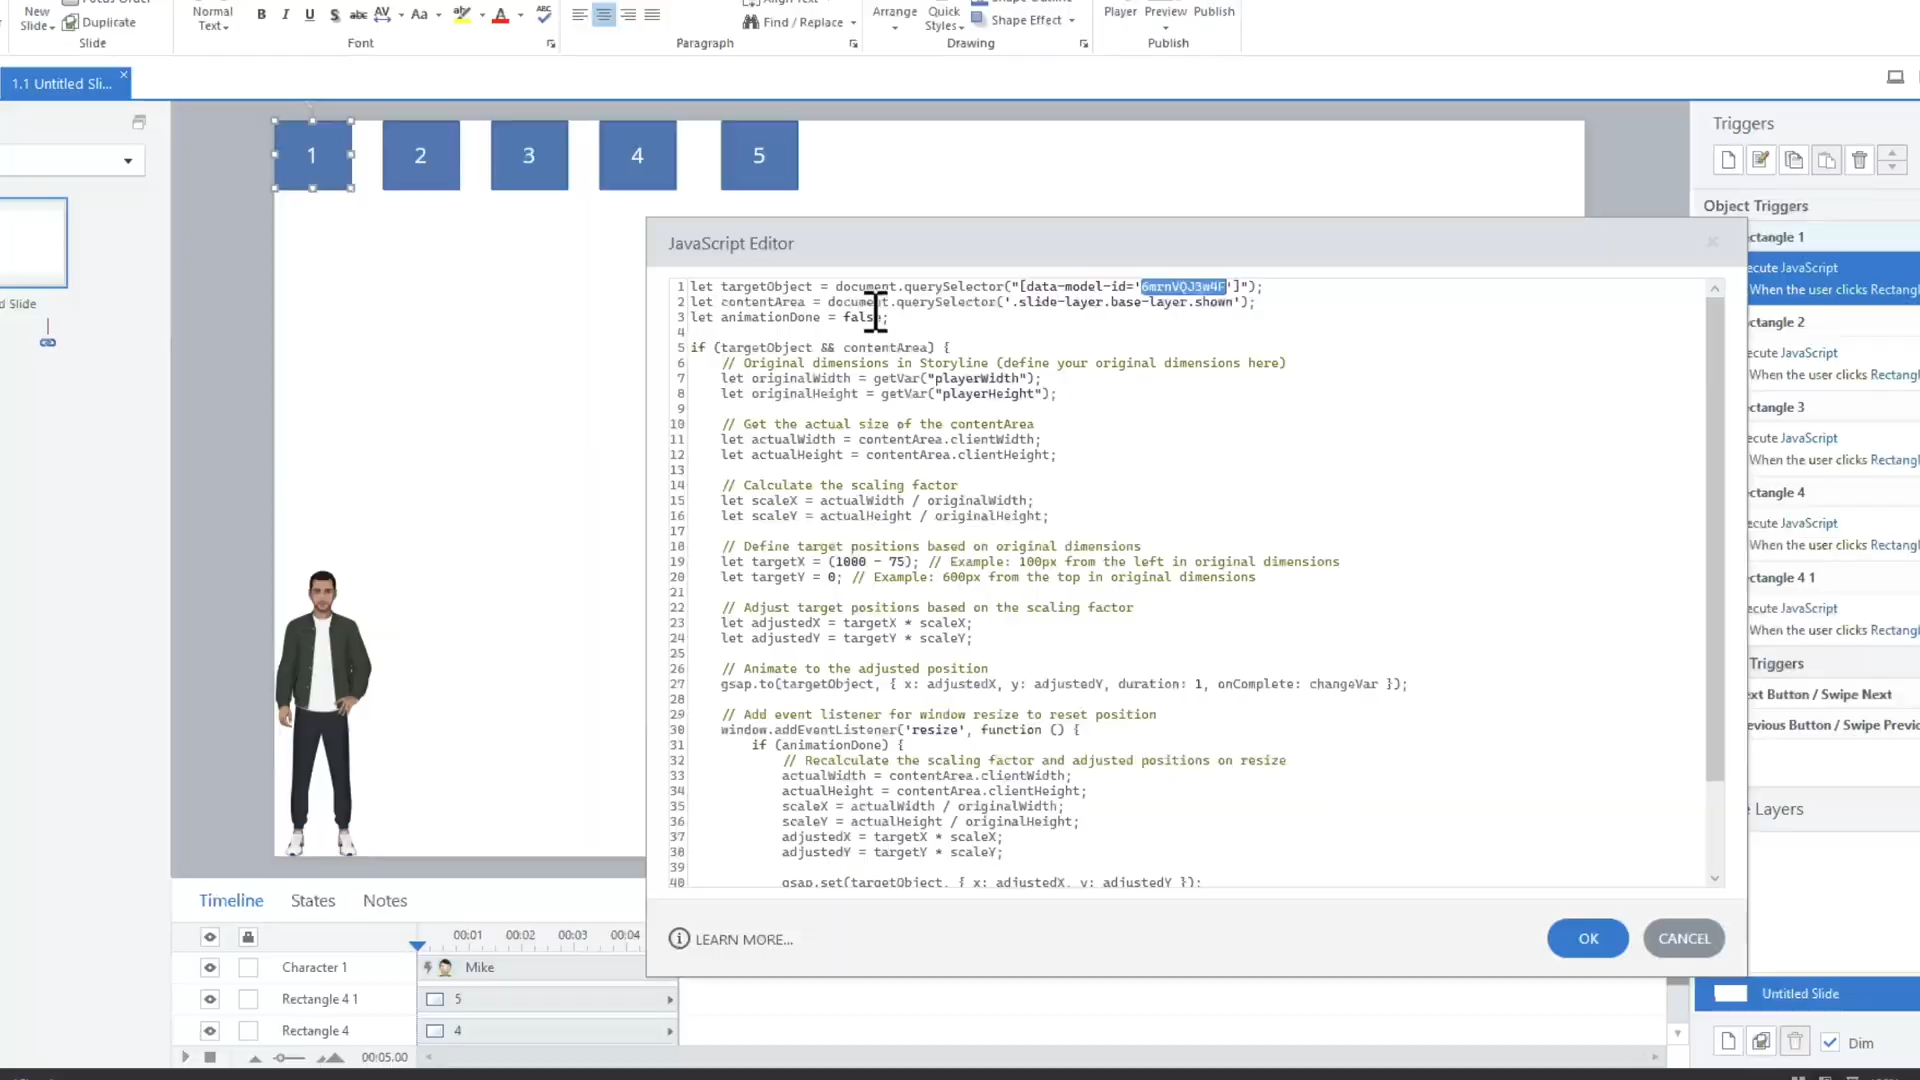 New
Slide
Duplicate
Slide
Normal
Text
B I U S abc AV Aa A ABC
Font
Find / Replace
Paragraph
Arrange
Quick
Styles
Shape Effect
Drawing
Player Preview Publish
Publish
1.1 Untitled Sli...
1 2 3 4 5
d Slide
JavaScript Editor
1 let targetObject = document.querySelector("[data-model-id='6mrnVQJ3w4F']");
2 let contentArea = document.querySelector('.slide-layer.base-layer.shown');
3 let animationDone = false;
4
5 if (targetObject && contentArea) {
6 // Original dimensions in Storyline (define your original dimensions here)
7 let originalWidth = getVar("playerWidth");
8 let originalHeight = getVar("playerHeight");
9
10 // Get the actual size of the contentArea
11 let actualWidth = contentArea.clientWidth;
12 let actualHeight = contentArea.clientHeight;
13
14 // Calculate the scaling factor
15 let scaleX = actualWidth / originalWidth;
16 let scaleY = actualHeight / originalHeight;
17
18 // Define target positions based on original dimensions
19 let targetX = (1000 - 75); // Example: 100px from the left in original dimensions
20 let targetY = 0; // Example: 600px from the top in original dimensions
21
22 // Adjust target positions based on the scaling factor
23 let adjustedX = targetX * scaleX;
24 let adjustedY = targetY * scaleY;
25
26 // Animate to the adjusted position
27 gsap.to(targetObject, { x: adjustedX, y: adjustedY, duration: 1, onComplete: changeVar });
28
29 // Add event listener for window resize to reset position
30 window.addEventListener('resize', function () {
31 if (animationDone) {
32 // Recalculate the scaling factor and adjusted positions on resize
33 actualWidth = contentArea.clientWidth;
34 actualHeight = contentArea.clientHeight;
35 scaleX = actualWidth / originalWidth;
36 scaleY = actualHeight / originalHeight;
37 adjustedX = targetX * scaleX;
38 adjustedY = targetY * scaleY;
39
40 gsap.set(targetObject, { x: adjustedX, y: adjustedY });
LEARN MORE...
OK
CANCEL
Triggers
Object Triggers
ctangle 1
ecute JavaScript
When the user clicks Rectangl
ctangle 2
ecute JavaScript
When the user clicks Rectangl
ctangle 3
ecute JavaScript
When the user clicks Rectangl
ctangle 4
ecute JavaScript
When the user clicks Rectangl
ctangle 4 1
ecute JavaScript
When the user clicks Rectangl
Triggers
ext Button / Swipe Next
evious Button / Swipe Previo
e Layers
Untitled Slide
Dim
Timeline States Notes
00:01 00:02 00:03 00:04
Character 1 Mike
Rectangle 4 1 5
Rectangle 4 4
00:05.00